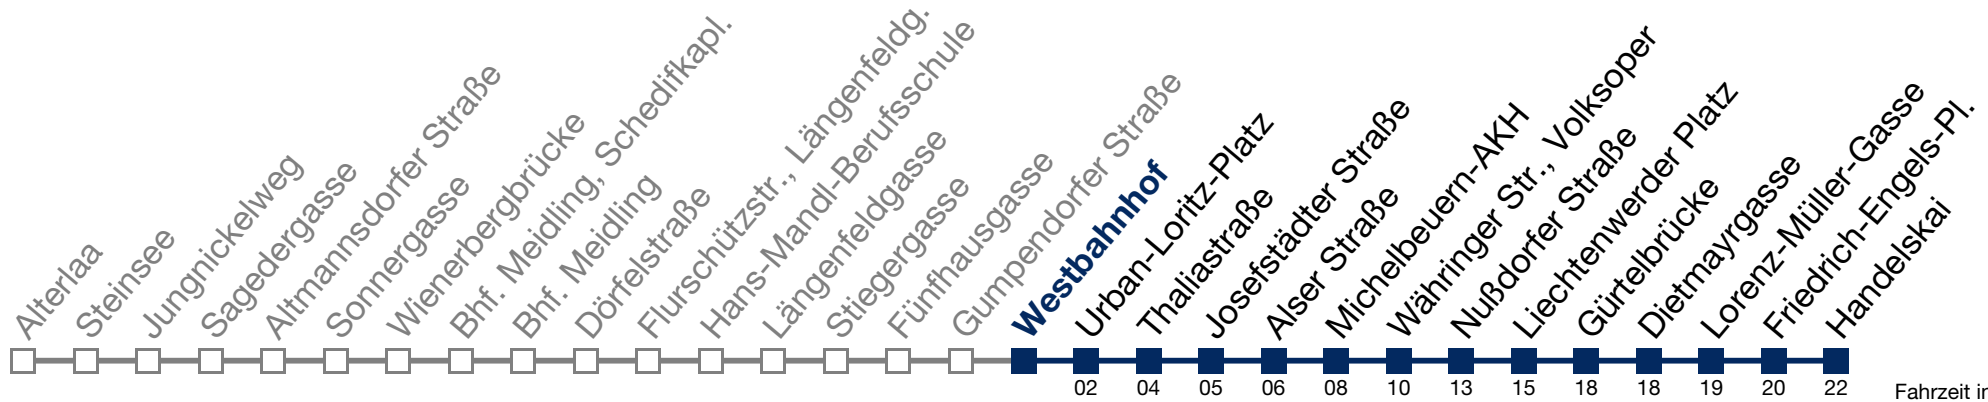 Alterlaa
Steinsee
Jungnickelweg
Sagedergasse
Altmannsdorfer Straße
Sonnergasse
Wienerbergbrücke
Bhf. Meidling, Schedifkapl.
Bhf. Meidling
Dörfelstraße
Flurschützstr., Längenfeldg.
Hans-Mandl-Berufsschule
Längenfeldgasse
Stiegergasse
Fünfhausgasse
Gumpendorfer Straße
Westbahnhof
Urban-Loritz-Platz
Thaliastraße
Josefstädter Straße
Alser Straße
Michelbeuern-AKH
Währinger Str., Volksoper
Nußdorfer Straße
Liechtenwerder Platz
Gürtelbrücke
Dietmayrgasse
Lorenz-Müller-Gasse
Friedrich-Engels-Pl.
Handelskai
02 04 05 06 08 10 13 15 18 18 19 20 22
Fahrzeit in